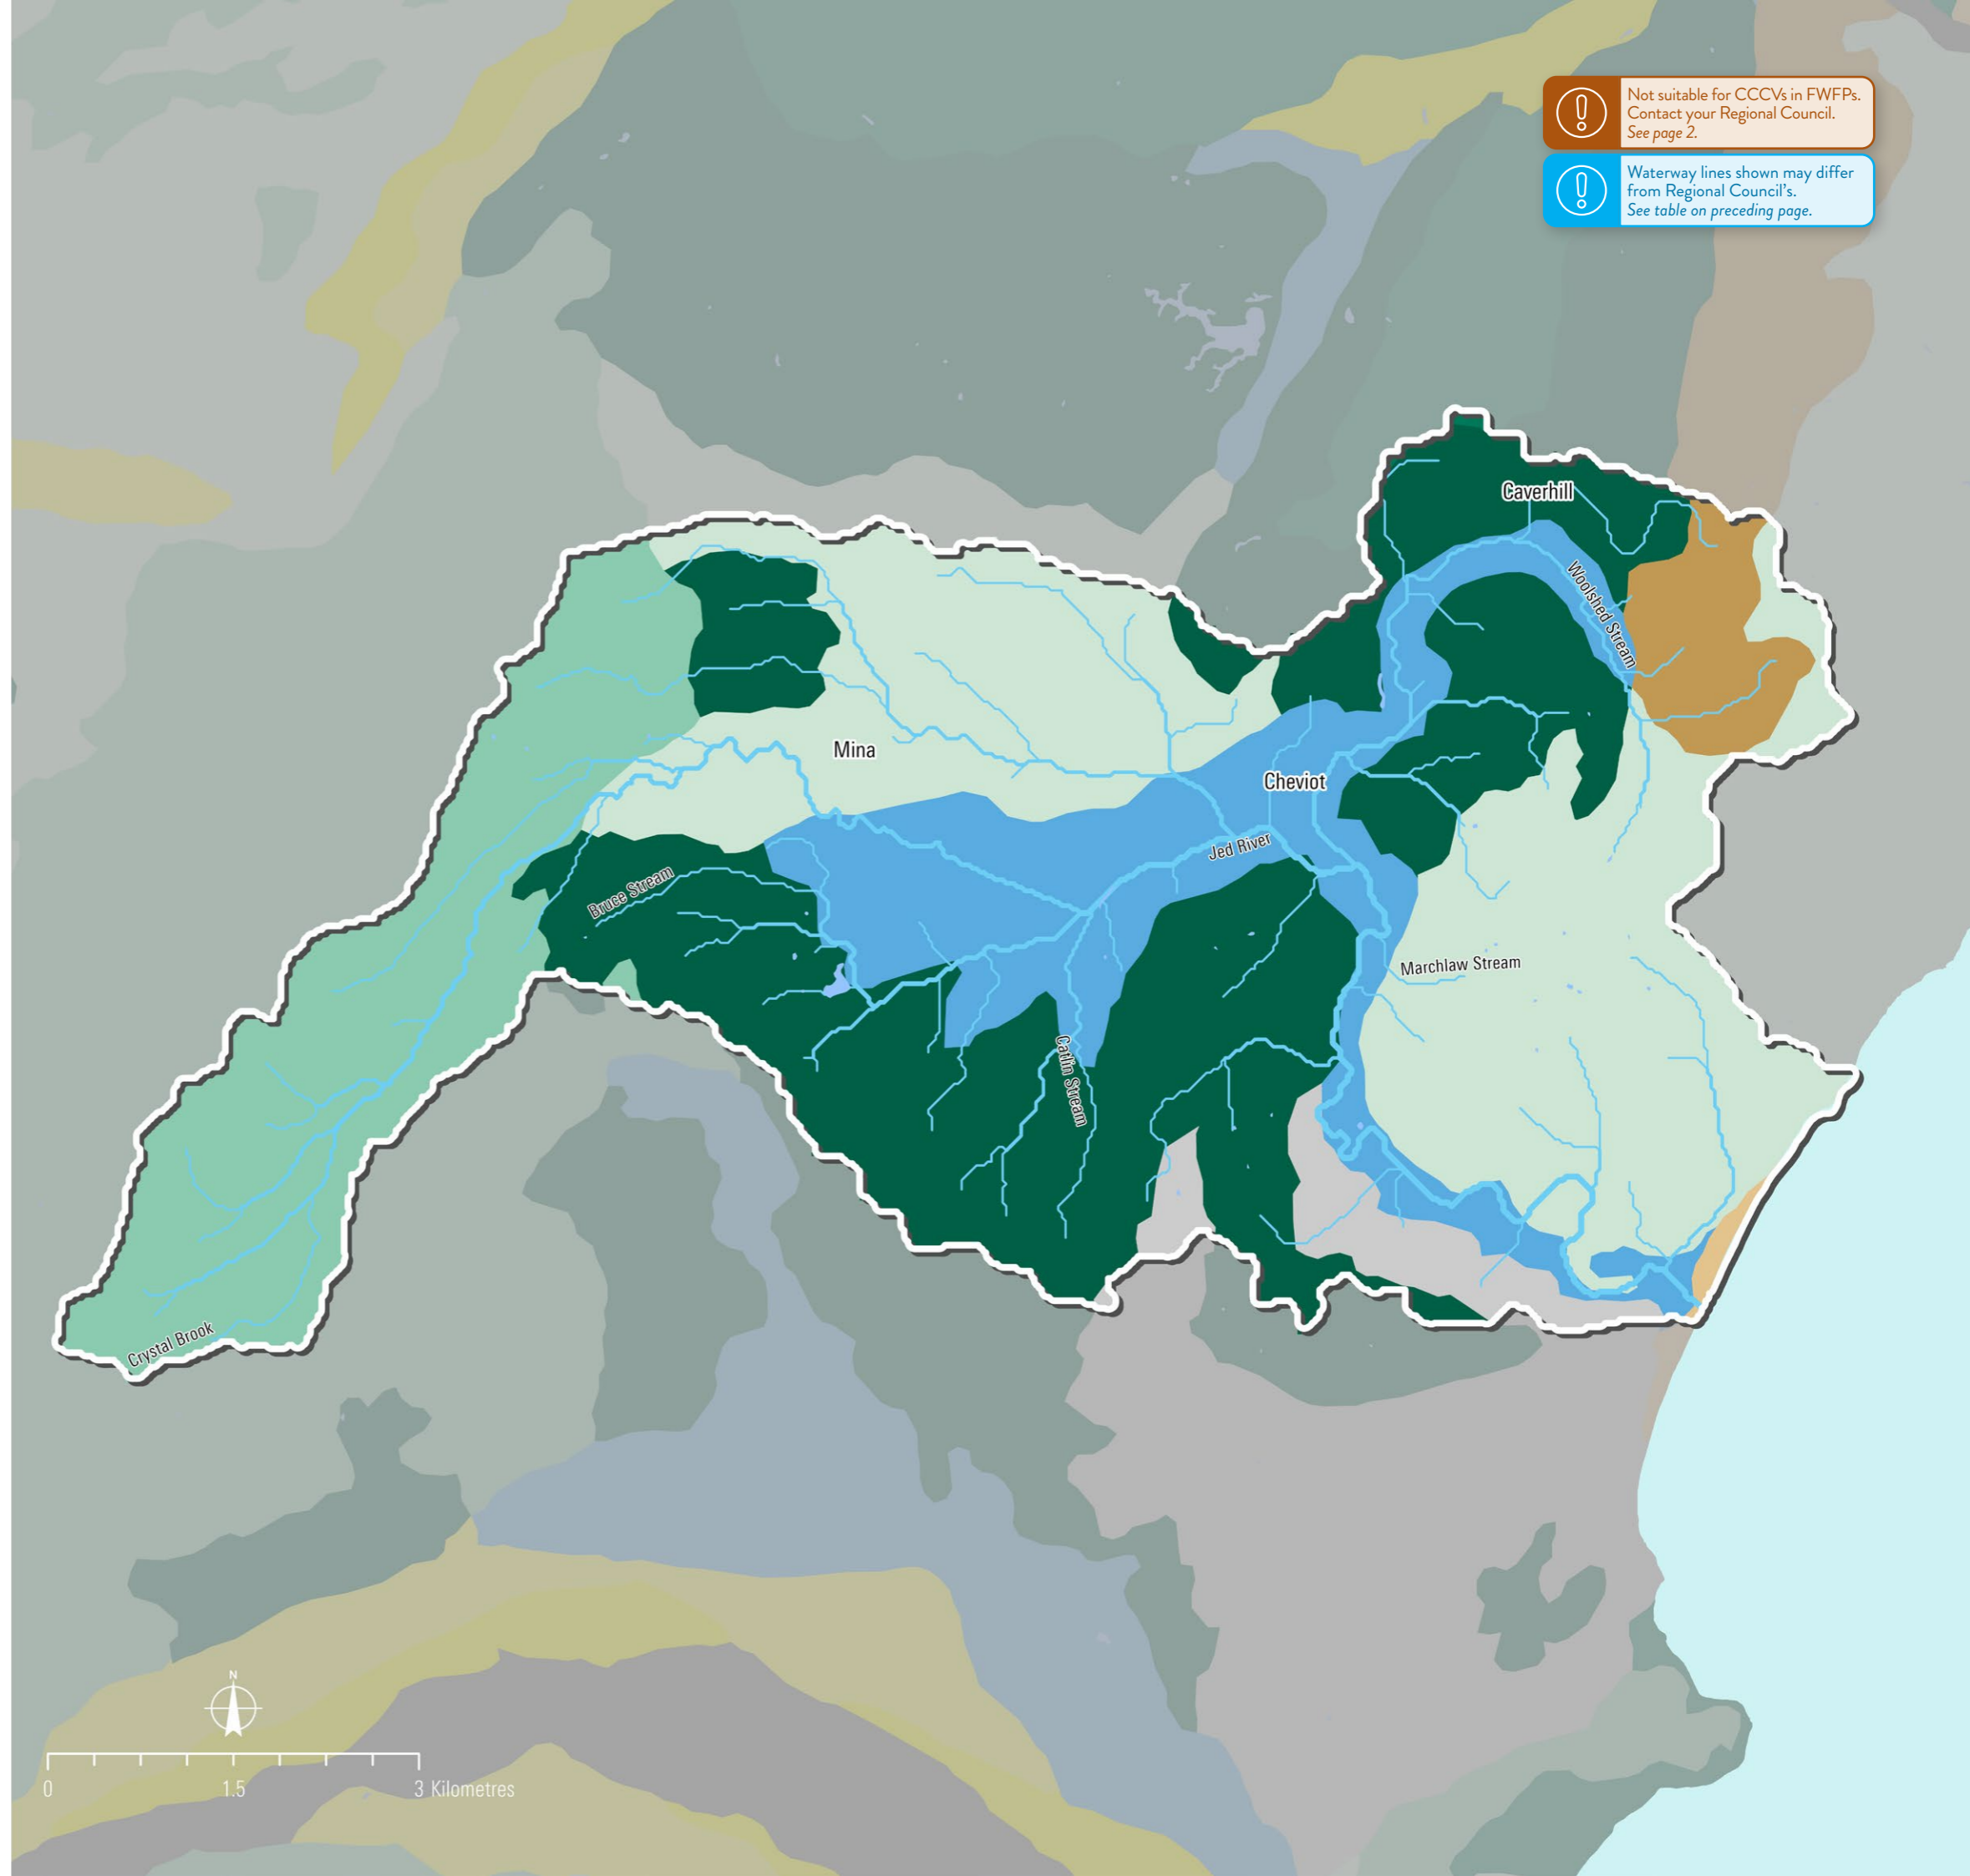 Not suitable for CCCVs in FWFPs.
Contact your Regional Council.
See page 2.
Waterway lines shown may differ
from Regional Council's.
See table on preceding page.
Caverhill
Woolshed Stream
Mina
Cheviot
Jed River
Bruce Stream
Marchlaw Stream
Catlin Stream
Crystal Brook
N
0 1.5 3 Kilometres